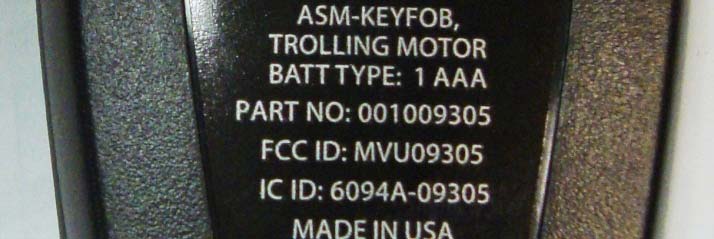 ASM-KEYFOB,
TROLLING MOTOR
BATT TYPE: 1 AAA
PART NO: 001009305
FCC ID: MVU09305
IC ID: 6094A-09305
MADE IN USA